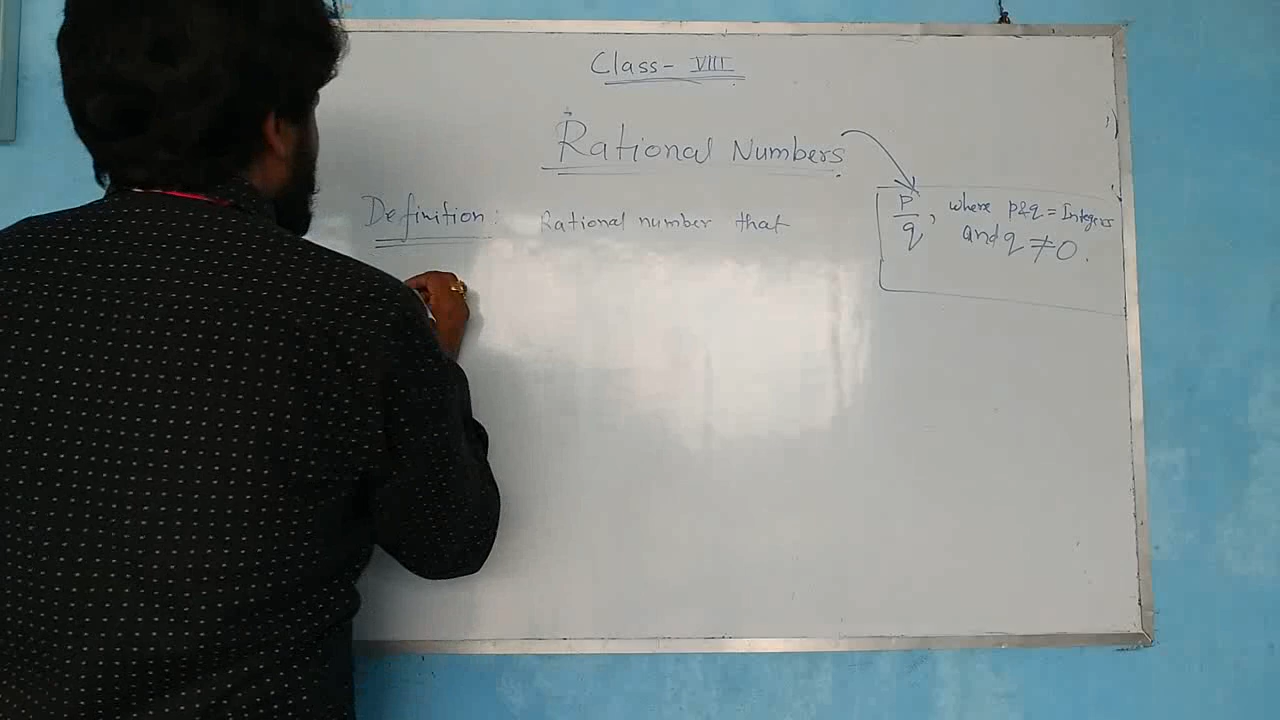 Class- VIII
Rational Numbers
Definition: Rational number that
p/q, where p&q = Integers
and q ≠ 0.